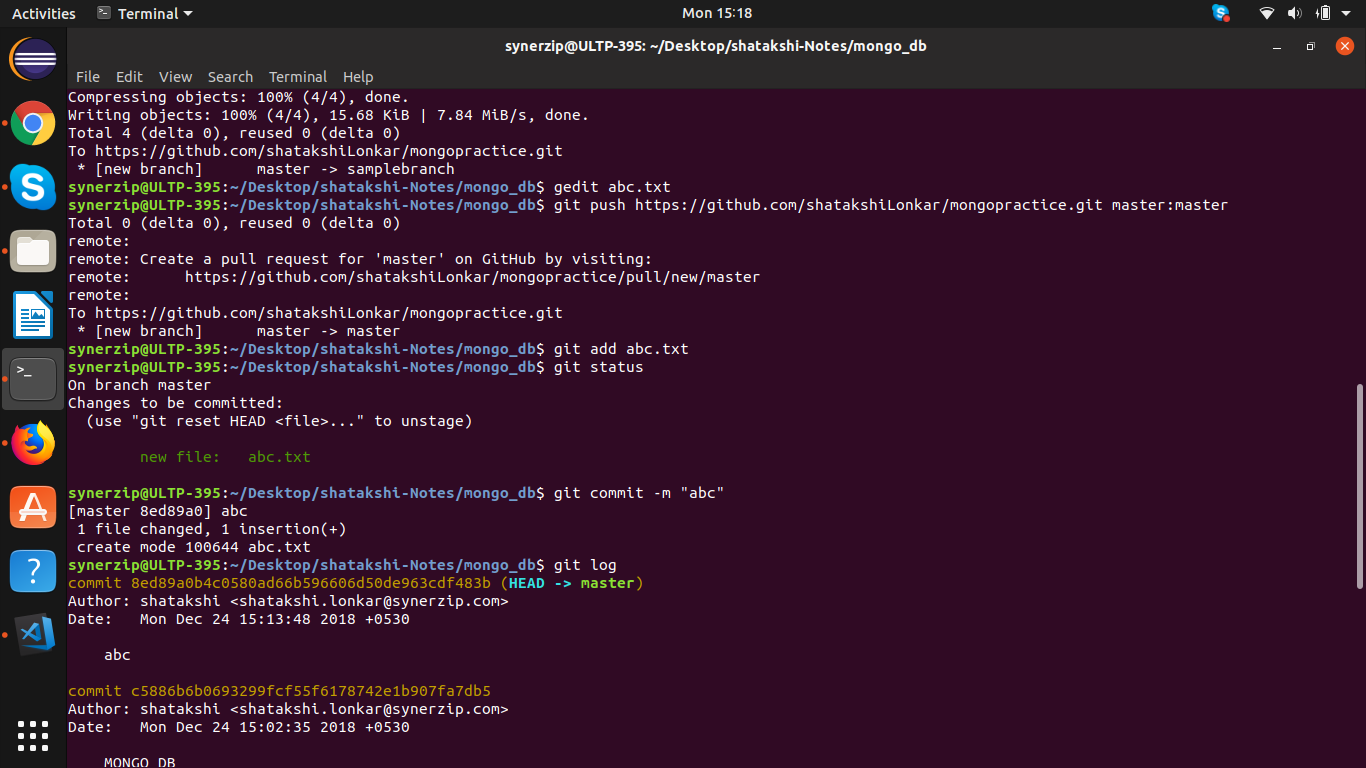 Activities Terminal Mon 15:18
synerzip@ULTP-395: ~/Desktop/shatakshi-Notes/mongo_db
File Edit View Search Terminal Help
Compressing objects: 100% (4/4), done.
Writing objects: 100% (4/4), 15.68 KiB | 7.84 MiB/s, done.
Total 4 (delta 0), reused 0 (delta 0)
To https://github.com/shatakshiLonkar/mongopractice.git
 * [new branch]      master -> samplebranch
synerzip@ULTP-395:~/Desktop/shatakshi-Notes/mongo_db$ gedit abc.txt
synerzip@ULTP-395:~/Desktop/shatakshi-Notes/mongo_db$ git push https://github.com/shatakshiLonkar/mongopractice.git master:master
Total 0 (delta 0), reused 0 (delta 0)
remote:
remote: Create a pull request for 'master' on GitHub by visiting:
remote:      https://github.com/shatakshiLonkar/mongopractice/pull/new/master
remote:
To https://github.com/shatakshiLonkar/mongopractice.git
 * [new branch]      master -> master
synerzip@ULTP-395:~/Desktop/shatakshi-Notes/mongo_db$ git add abc.txt
synerzip@ULTP-395:~/Desktop/shatakshi-Notes/mongo_db$ git status
On branch master
Changes to be committed:
  (use "git reset HEAD <file>..." to unstage)
        new file:   abc.txt
synerzip@ULTP-395:~/Desktop/shatakshi-Notes/mongo_db$ git commit -m "abc"
[master 8ed89a0] abc
 1 file changed, 1 insertion(+)
 create mode 100644 abc.txt
synerzip@ULTP-395:~/Desktop/shatakshi-Notes/mongo_db$ git log
commit 8ed89a0b4c0580ad66b596606d50de963cdf483b (HEAD -> master)
Author: shatakshi <shatakshi.lonkar@synerzip.com>
Date:   Mon Dec 24 15:13:48 2018 +0530
    abc
commit c5886b6b0693299fcf55f6178742e1b907fa7db5
Author: shatakshi <shatakshi.lonkar@synerzip.com>
Date:   Mon Dec 24 15:02:35 2018 +0530
    MONGO DB